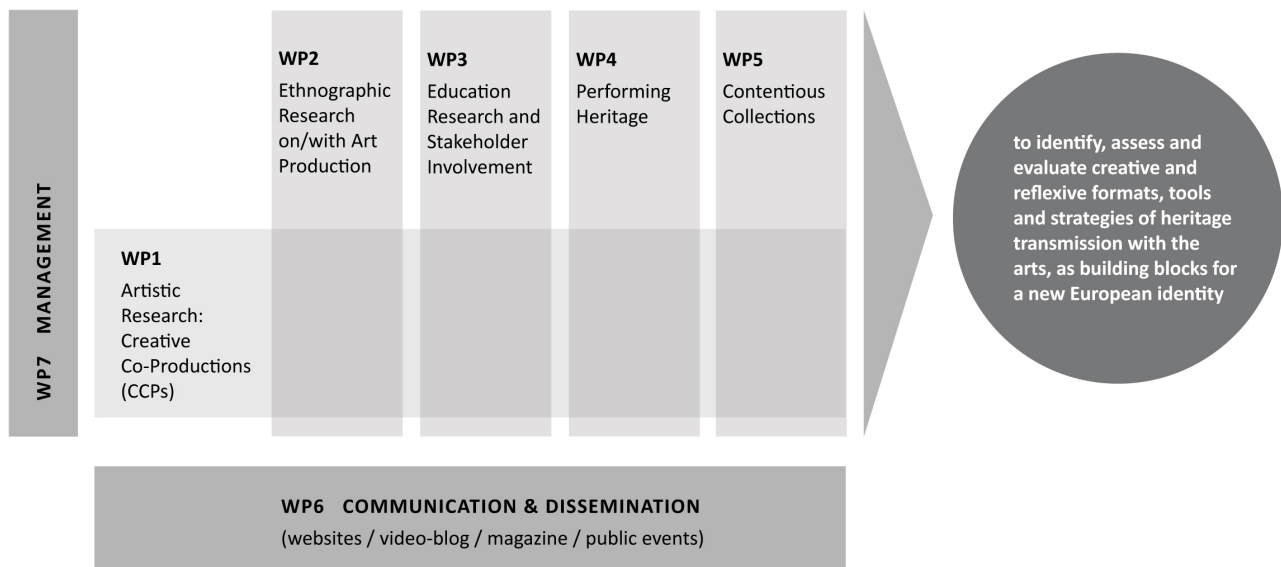 WP7 MANAGEMENT
WP2
Ethnographic
Research
on/with Art
Production
WP3
Education
Research and
Stakeholder
Involvement
WP4
Performing
Heritage
WP5
Contentious
Collections
WP1
Artistic
Research:
Creative
Co-Productions
(CCPs)
to identify, assess and
evaluate creative and
reflexive formats, tools
and strategies of heritage
transmission with the
arts, as building blocks for
a new European identity
WP6 COMMUNICATION & DISSEMINATION
(websites / video-blog / magazine / public events)